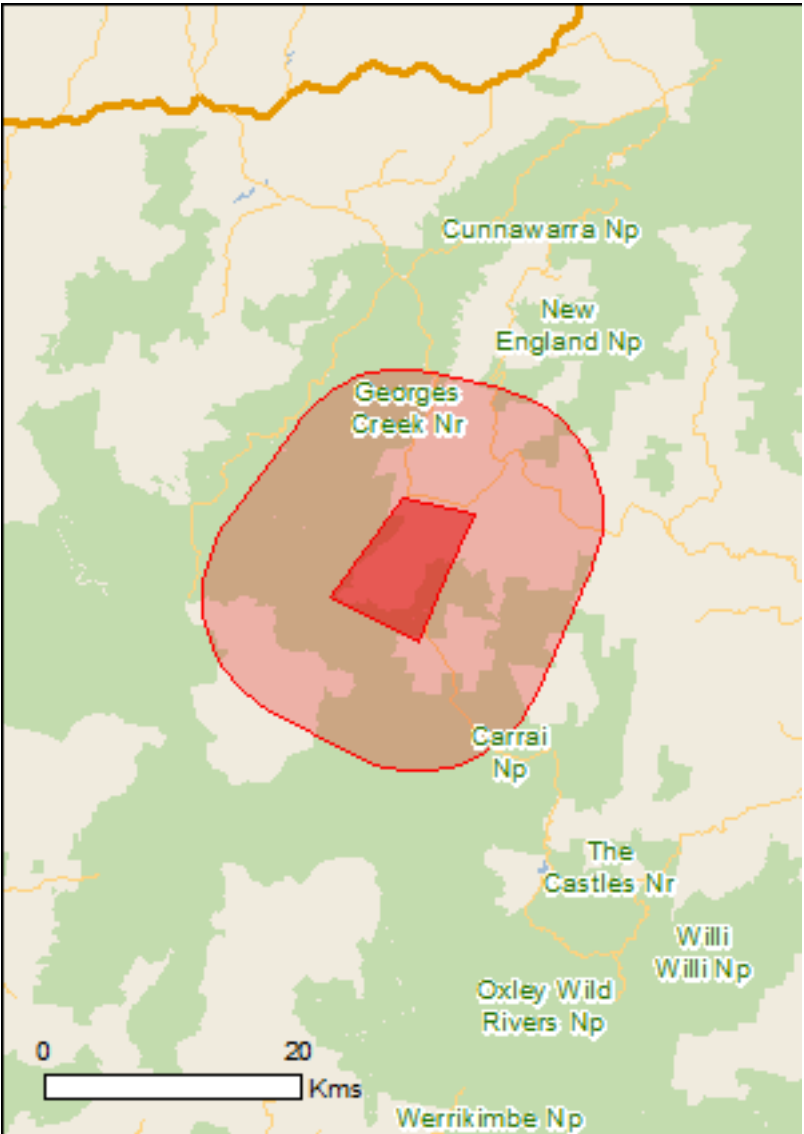 Cunnawarra Np
New
England Np
Georges
Creek Nr
Carrai
Np
The
Castles Nr
Willi
Willi Np
Oxley Wild
Rivers Np
0 20
Kms
Werrikimbe Np